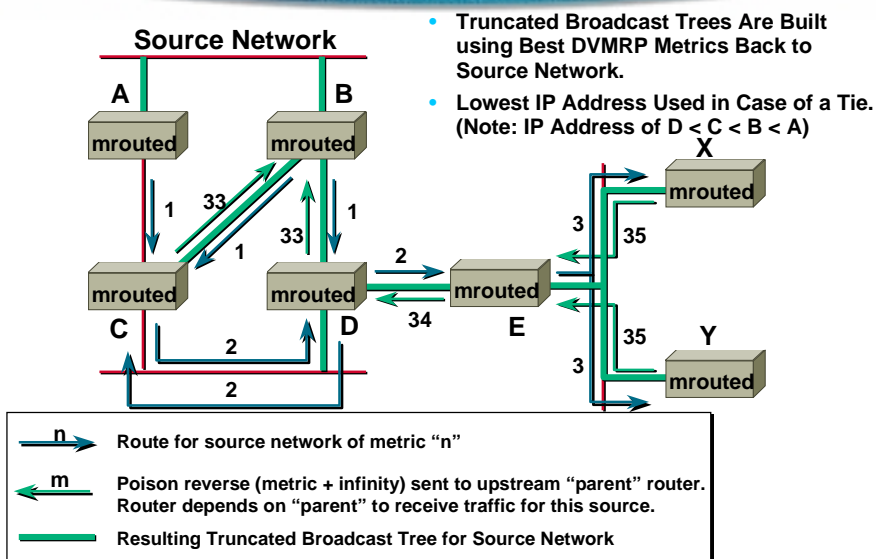 Source Network
• Truncated Broadcast Trees Are Built
using Best DVMRP Metrics Back to
Source Network.
• Lowest IP Address Used in Case of a Tie.
(Note: IP Address of D < C < B < A)
A
B
X
mrouted
mrouted
mrouted
33
1
1
33
1
2
3
35
mrouted
mrouted
mrouted
C
D
34
E
35
Y
2
3
mrouted
2
n
Route for source network of metric “n”
m
Poison reverse (metric + infinity) sent to upstream “parent” router.
Router depends on “parent” to receive traffic for this source.
Resulting Truncated Broadcast Tree for Source Network